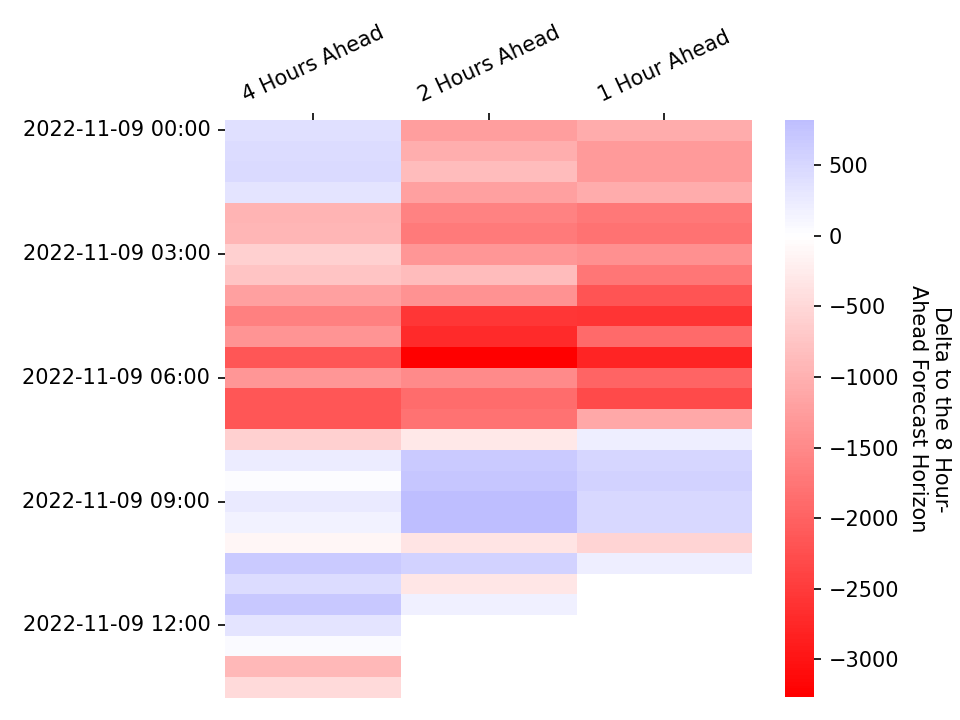 4 Hours Ahead
2 Hours Ahead
1 Hour Ahead
2022-11-09 00:00
2022-11-09 03:00
2022-11-09 06:00
2022-11-09 09:00
2022-11-09 12:00
500
0
−500
−1000
−1500
−2000
−2500
−3000
Delta to the 8 Hour-
Ahead Forecast Horizon